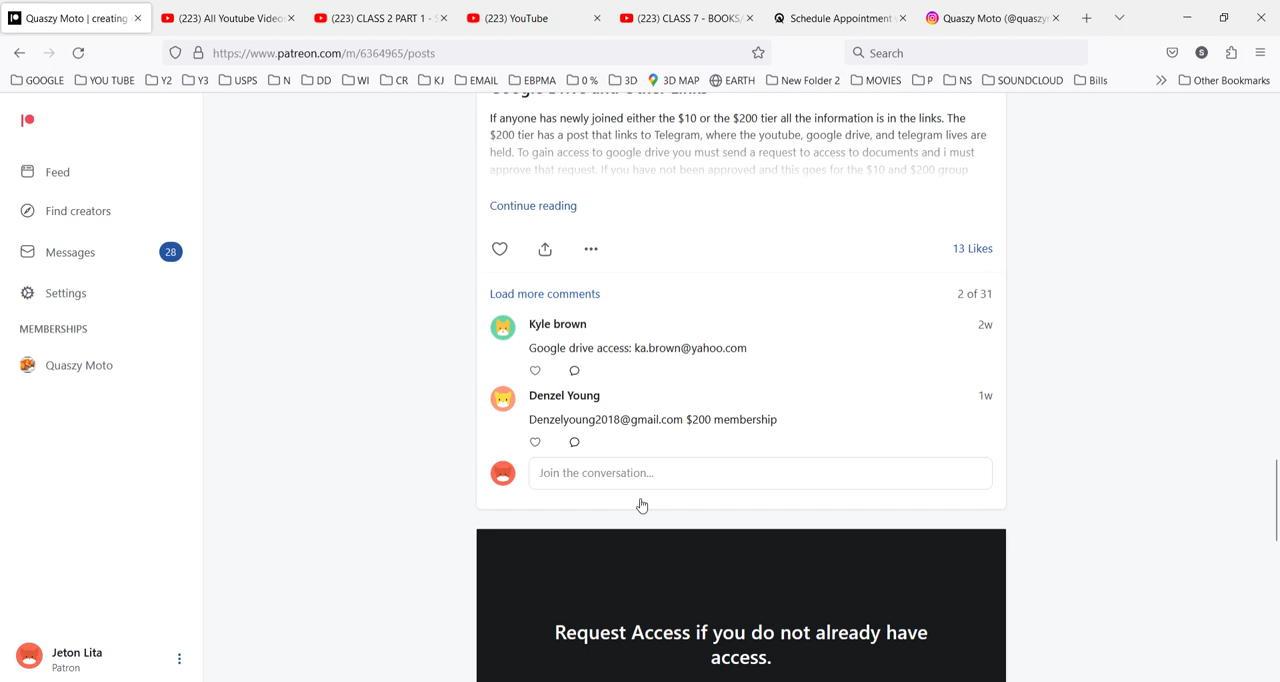 Quaszy Moto | creating
(223) All Youtube Video
(223) CLASS 2 PART 1 - S
(223) YouTube
(223) CLASS 7 - BOOKS,
Schedule Appointment
Quaszy Moto (@quaszy
https://www.patreon.com/m/6364965/posts
Search
GOOGLE YOU TUBE Y2 Y3 USPS N DD WI CR KJ EMAIL EBPMA 0 % 3D 3D MAP EARTH New Folder 2 MOVIES P NS SOUNDCLOUD Bills Other Bookmarks
Feed
Find creators
Messages 28
Settings
MEMBERSHIPS
Quaszy Moto
Jeton Lita
Patron
If anyone has newly joined either the $10 or the $200 tier all the information is in the links. The
$200 tier has a post that links to Telegram, where the youtube, google drive, and telegram lives are
held. To gain access to google drive you must send a request to access to documents and i must
approve that request. If you have not been approved and this goes for the $10 and $200 group
Continue reading
13 Likes
Load more comments 2 of 31
Kyle brown 2w
Google drive access: ka.brown@yahoo.com
Denzel Young 1w
Denzelyoung2018@gmail.com $200 membership
Join the conversation...
Request Access if you do not already have
access.